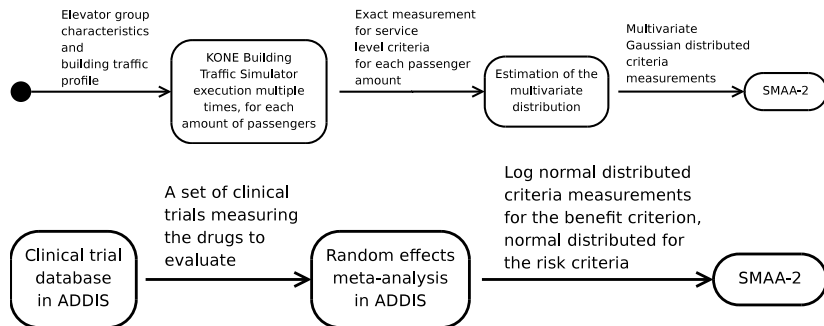 Elevator group
characteristics
and
building traffic
profile
KONE Building
Traffic Simulator
execution multiple
times, for each
amount of passengers
Exact measurement
for service
level criteria
for each passenger
amount
Estimation of the
multivariate
distribution
Multivariate
Gaussian distributed
criteria
measurements
SMAA-2
Clinical trial
database
in ADDIS
A set of clinical
trials measuring
the drugs to
evaluate
Random effects
meta-analysis
in ADDIS
Log normal distributed
criteria measurements
for the benefit criterion,
normal distributed for
the risk criteria
SMAA-2